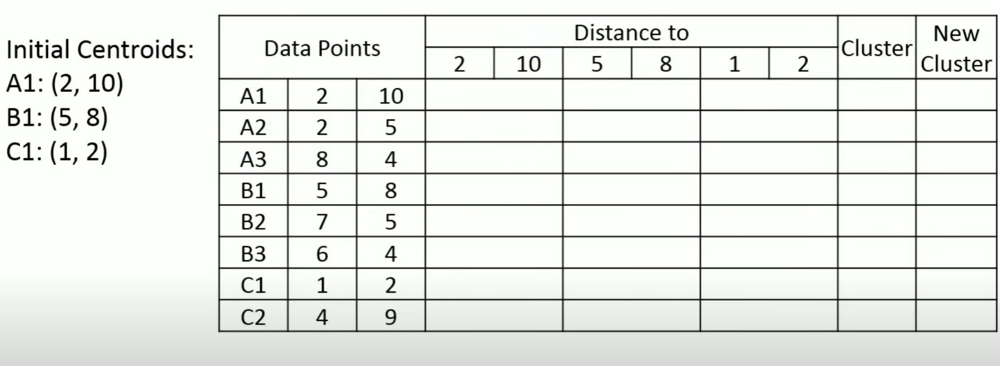 Initial Centroids:
A1: (2, 10)
B1: (5, 8)
C1: (1, 2)
Data Points Distance to Cluster New Cluster
2 10 5 8 1 2
A1 2 10
A2 2 5
A3 8 4
B1 5 8
B2 7 5
B3 6 4
C1 1 2
C2 4 9